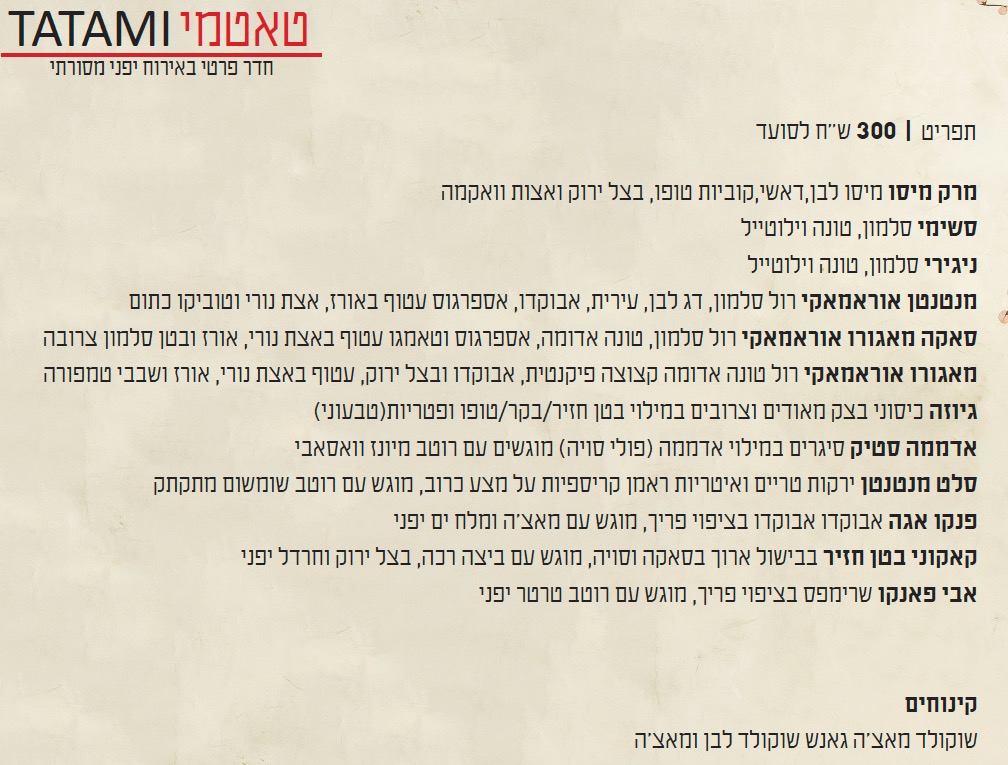 TATAMI טאטמי
חדר פרטי באירוח יפני מסורתי
תפריט | 300 ש״ח לסועד
מרק מיסו מיסו לבן,דאשי,קוביות טופו, בצל ירוק ואצות וואקמה
סשימי סלמון, טונה וילוטייל
ניגירי סלמון, טונה וילוטייל
מנטנטן אוראמאקי רול סלמון, דג לבן, עירית, אבוקדו, אספרגוס עטוף באורז, אצת נורי וטוביקו כתום
סאקה מאגורו אוראמאקי רול סלמון, טונה אדומה, אספרגוס וטאמגו עטוף באצת נורי, אורז ובטן סלמון צרובה
מאגורו אוראמאקי רול טונה אדומה קצוצה פיקנטית, אבוקדו ובצל ירוק, עטוף באצת נורי, אורז ושבבי טמפורה
גיוזה כיסוני בצק מאודים וצרובים במילוי בטן חזיר/בקר/טופו ופטריות(טבעוני)
אדממה סטיק סיגרים במילוי אדממה (פולי סויה) מוגשים עם רוטב מיונז וואסאבי
סלט מנטנטן ירקות טריים ואיטריות ראמן קריספיות על מצע כרוב, מוגש עם רוטב שומשום מתקתק
פנקו אגה אבוקדו אבוקדו בציפוי פריך, מוגש עם מאצ׳ה ומלח ים יפני
קאקוני בטן חזיר בבישול ארוך בסאקה וסויה, מוגש עם ביצה רכה, בצל ירוק וחרדל יפני
אבי פאנקו שרימפס בציפוי פריך, מוגש עם רוטב טרטר יפני
קינוחים
שוקולד מאצ׳ה גאנש שוקולד לבן ומאצ׳ה